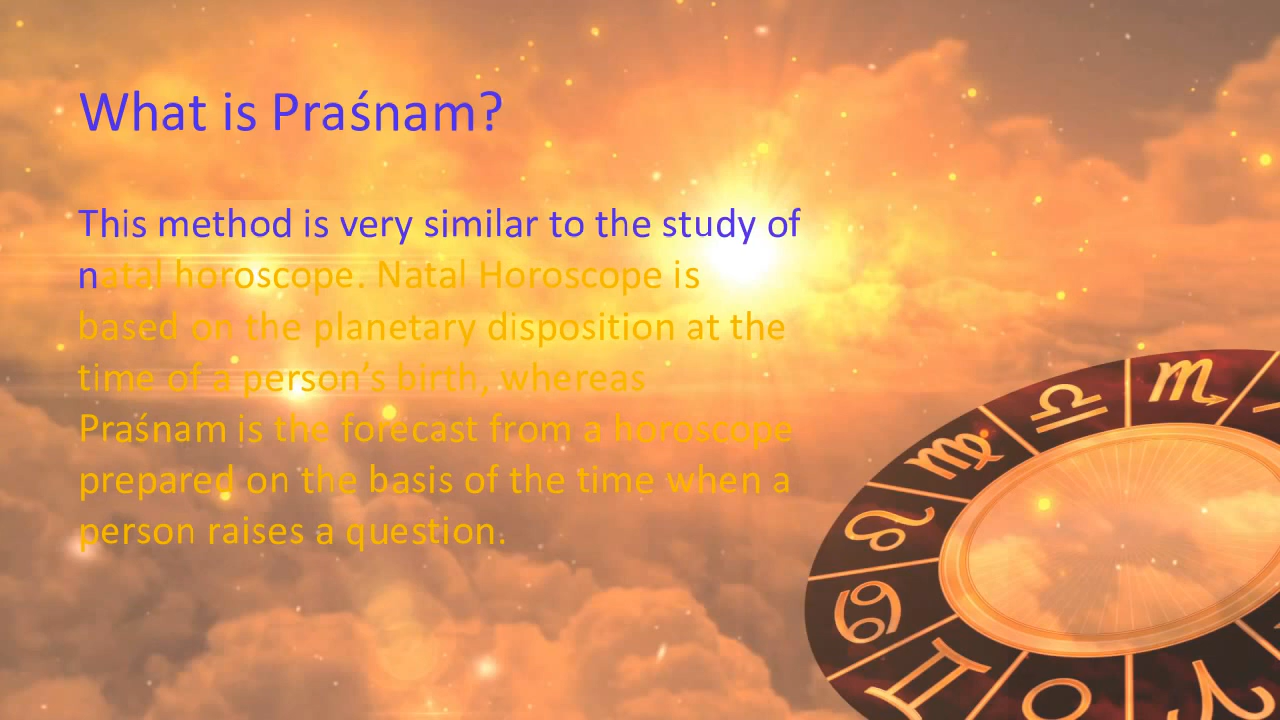 What is Praśnam?
This method is very similar to the study of
natal horoscope. Natal Horoscope is
based on the planetary disposition at the
time of a person’s birth, whereas
Praśnam is the forecast from a horoscope
prepared on the basis of the time when a
person raises a question.